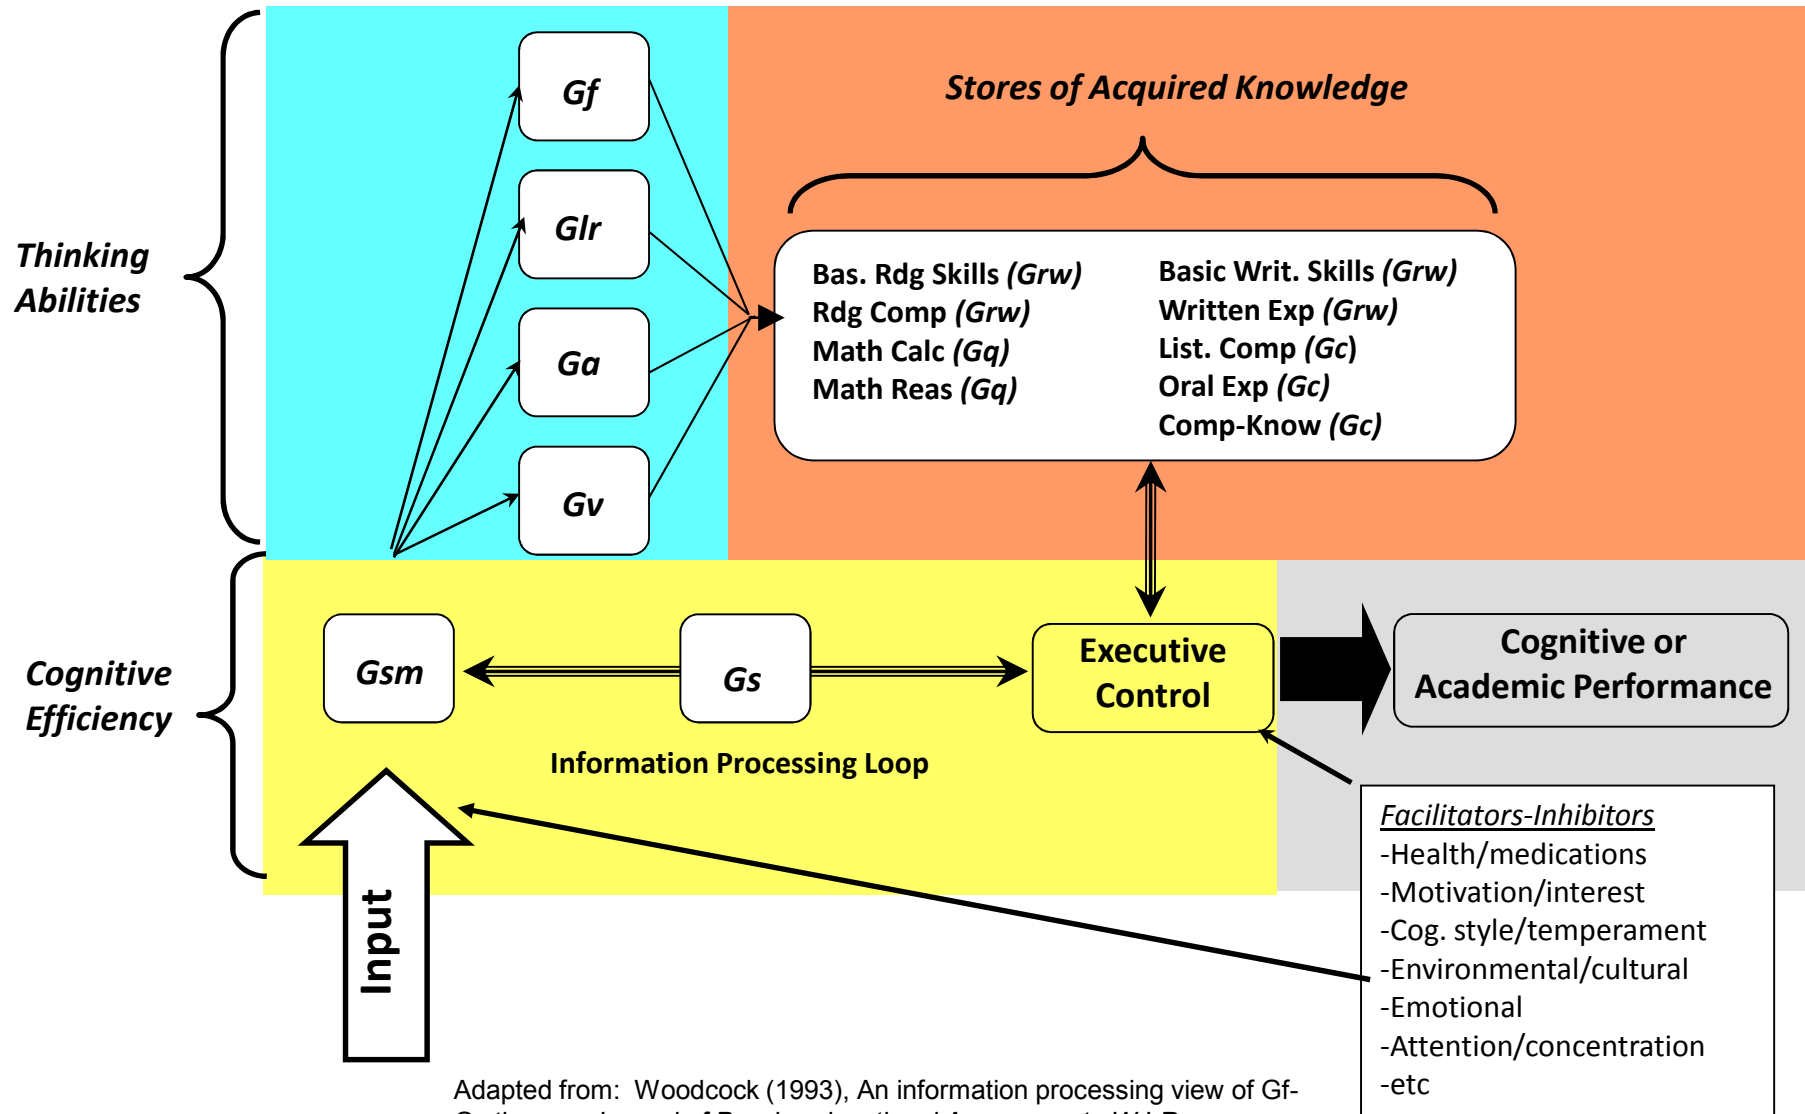 Thinking
Abilities
Gf
Glr
Ga
Gv
Stores of Acquired Knowledge
Bas. Rdg Skills (Grw)
Rdg Comp (Grw)
Math Calc (Gq)
Math Reas (Gq)
Basic Writ. Skills (Grw)
Written Exp (Grw)
List. Comp (Gc)
Oral Exp (Gc)
Comp-Know (Gc)
Cognitive
Efficiency
Gsm
Gs
Executive
Control
Cognitive or
Academic Performance
Information Processing Loop
Input
Facilitators-Inhibitors
-Health/medications
-Motivation/interest
-Cog. style/temperament
-Environmental/cultural
-Emotional
-Attention/concentration
-etc
Adapted from: Woodcock (1993), An information processing view of Gf-